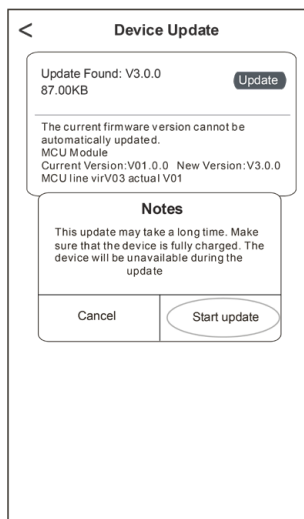 Device Update
Update Found: V3.0.0
87.00KB
Update
The current firmware version cannot be
automatically updated.
MCU Module
Current Version:V01.0.0 New Version:V3.0.0
MCU line virV03 actual V01
Notes
This update may take a long time. Make
sure that the device is fully charged. The
device will be unavailable during the
update
Cancel
Start update